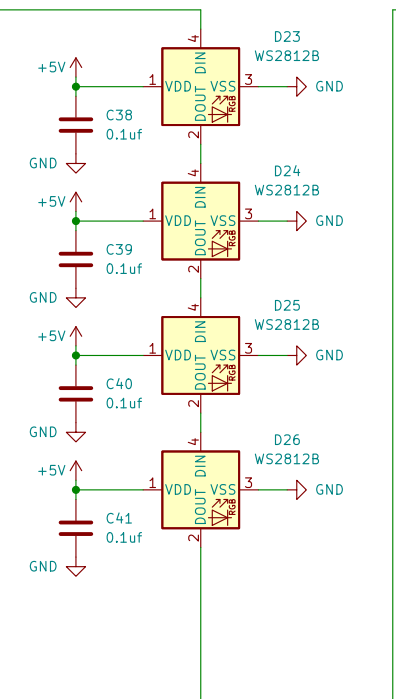 D23
WS2812B
4
DIN
+5V
1 VDD VSS 3 GND
DOUT
RGB
C38
0.1uf
2
GND
D24
WS2812B
4
DIN
+5V
1 VDD VSS 3 GND
DOUT
RGB
C39
0.1uf
2
GND
D25
WS2812B
4
DIN
+5V
1 VDD VSS 3 GND
DOUT
RGB
C40
0.1uf
2
GND
D26
WS2812B
4
DIN
+5V
1 VDD VSS 3 GND
DOUT
RGB
C41
0.1uf
2
GND